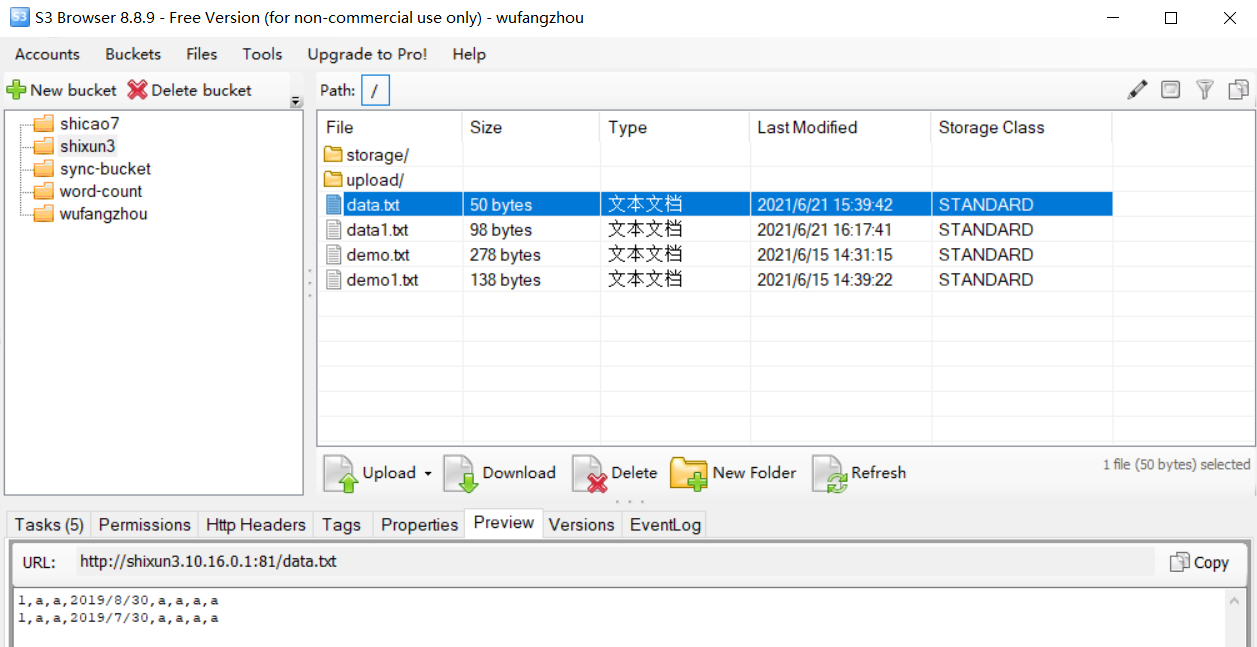 S3 Browser 8.8.9 - Free Version (for non-commercial use only) - wufangzhou
Accounts Buckets Files Tools Upgrade to Pro! Help
New bucket Delete bucket
Path: /
shicao7
shixun3
sync-bucket
word-count
wufangzhou
File Size Type Last Modified Storage Class
storage/
upload/
data.txt 50 bytes 文本文档 2021/6/21 15:39:42 STANDARD
data1.txt 98 bytes 文本文档 2021/6/21 16:17:41 STANDARD
demo.txt 278 bytes 文本文档 2021/6/15 14:31:15 STANDARD
demo1.txt 138 bytes 文本文档 2021/6/15 14:39:22 STANDARD
Upload Download Delete New Folder Refresh 1 file (50 bytes) selected
Tasks (5) Permissions Http Headers Tags Properties Preview Versions EventLog
URL: http://shixun3.10.16.0.1:81/data.txt Copy
1,a,a,2019/8/30,a,a,a,a
1,a,a,2019/7/30,a,a,a,a